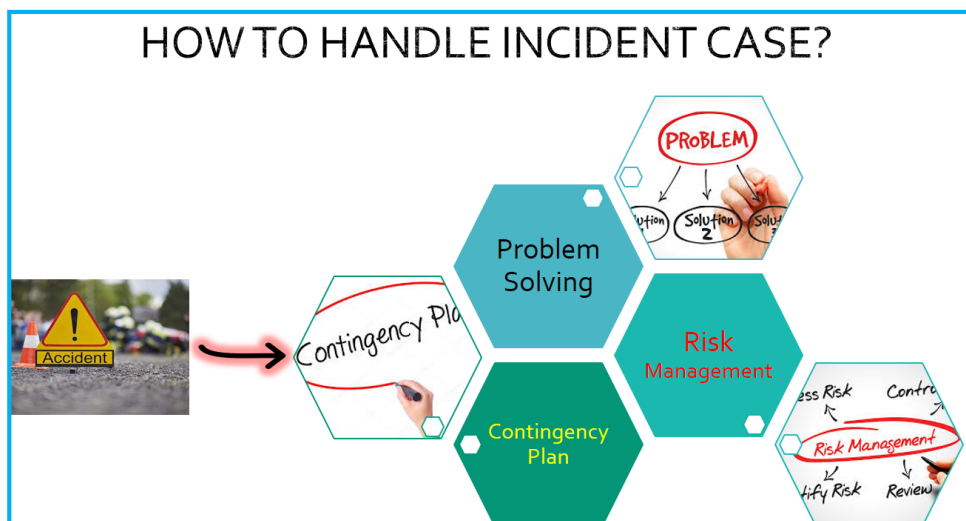 HOW TO HANDLE INCIDENT CASE?
PROBLEM
Solution
2
Problem
Solving
Accident
Contingency
Risk
Management
Contingency
Plan
Risk
Risk Management
Risk
Review